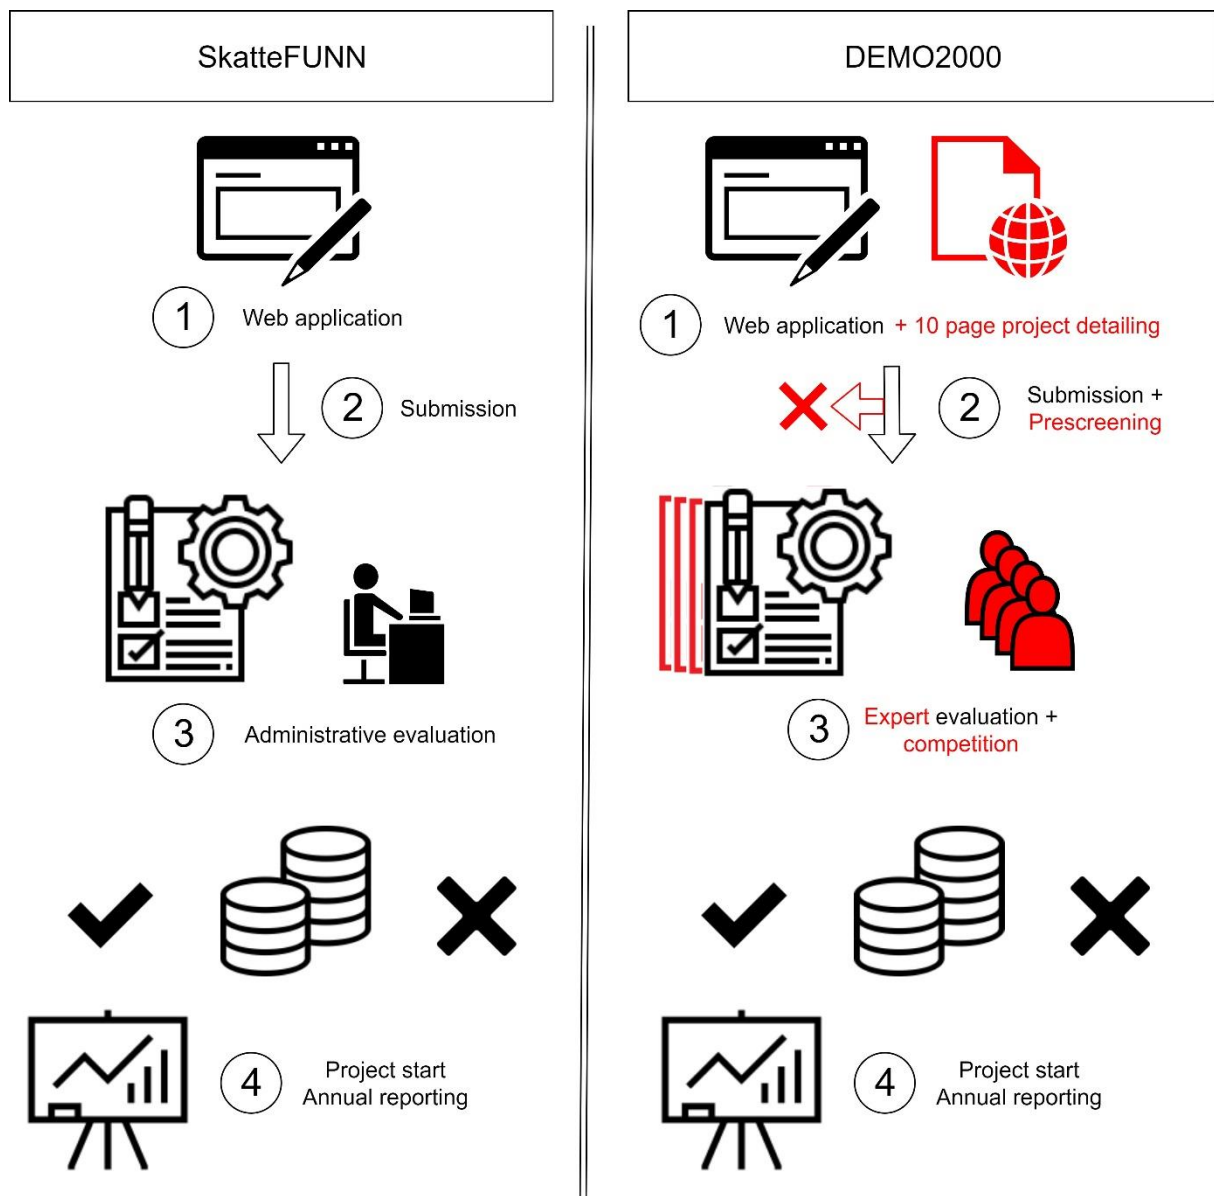 SkatteFUNN
1 Web application
2 Submission
3 Administrative evaluation
4 Project start
Annual reporting
DEMO2000
1 Web application + 10 page project detailing
2 Submission +
Prescreening
3 Expert evaluation +
competition
4 Project start
Annual reporting